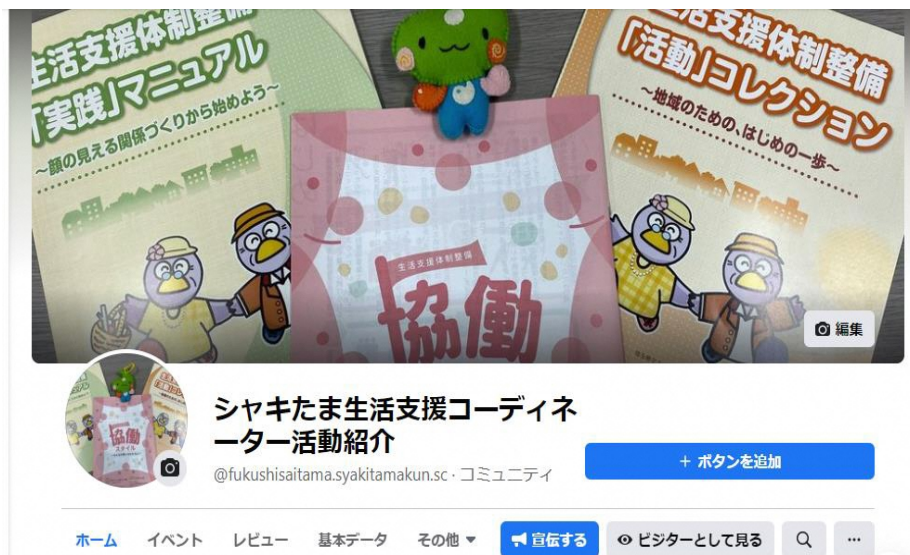 生活支援体制整備
「実践」マニュアル
～顔の見える関係づくりから始めよう～
生活支援体制整備
「活動」コレクション
～地域のための、はじめの一歩～
生活支援体制整備
協働
編集
協働
スタイル
シャキたま生活支援コーディネ
ーター活動紹介
@fukushisaitama.syakitamakun.sc · コミュニティ
+ ボタンを追加
ホーム イベント レビュー 基本データ その他 宣伝する ビジターとして見る ...